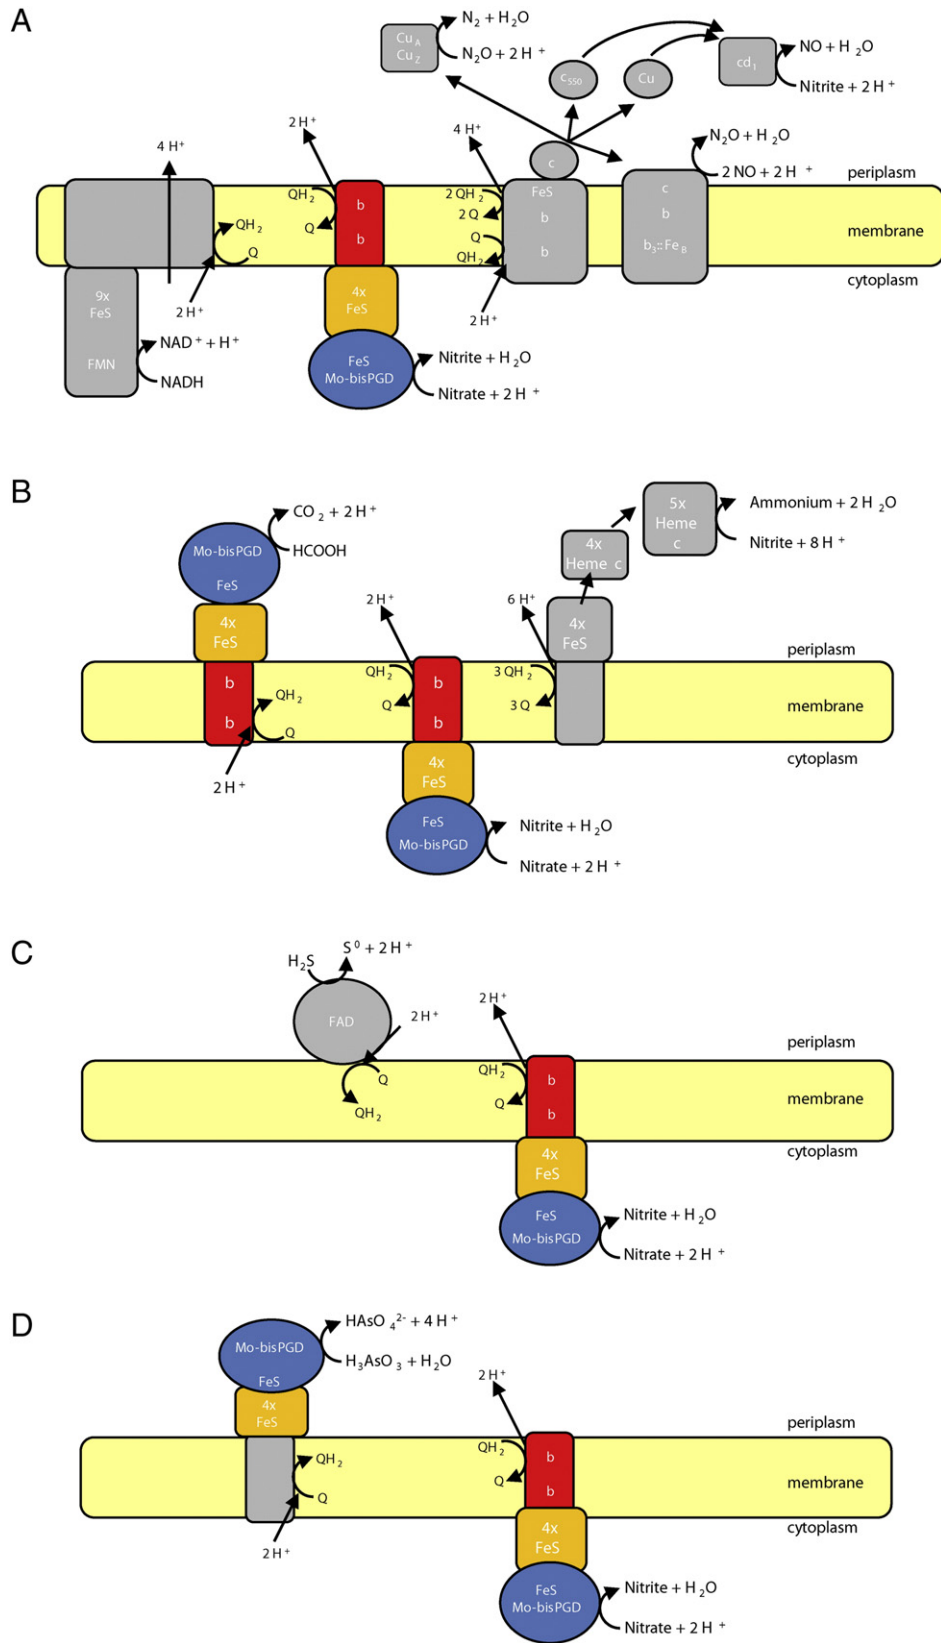 A
Cu A
Cu Z
N2 + H2O
N2O + 2 H+
c550
Cu
cd1
NO + H2O
Nitrite + 2 H+
4 H+
2 H+
4 H+
c
N2O + H2O
2 NO + 2 H+
periplasm
QH2
Q
QH2
Q
b
b
2 QH2
2 Q
Q
QH2
FeS
b
b
c
b
b3::FeB
membrane
cytoplasm
9x
FeS
FMN
2 H+
NAD+ + H+
NADH
4x
FeS
FeS
Mo-bisPGD
Nitrite + H2O
Nitrate + 2 H+
2 H+
B
CO2 + 2 H+
HCOOH
Mo-bisPGD
FeS
4x
FeS
b
b
QH2
Q
2 H+
2 H+
QH2
Q
b
b
4x
FeS
FeS
Mo-bisPGD
Nitrite + H2O
Nitrate + 2 H+
6 H+
3 QH2
3 Q
4x
FeS
4x
Heme c
5x
Heme
c
Ammonium + 2 H2O
Nitrite + 8 H+
periplasm
membrane
cytoplasm
C
H2S
S0 + 2 H+
FAD
2 H+
Q
QH2
2 H+
QH2
Q
b
b
4x
FeS
FeS
Mo-bisPGD
Nitrite + H2O
Nitrate + 2 H+
periplasm
membrane
cytoplasm
D
HAsO4 2- + 4 H+
H3AsO3 + H2O
Mo-bisPGD
FeS
4x
FeS
QH2
Q
2 H+
2 H+
QH2
Q
b
b
4x
FeS
FeS
Mo-bisPGD
Nitrite + H2O
Nitrate + 2 H+
periplasm
membrane
cytoplasm